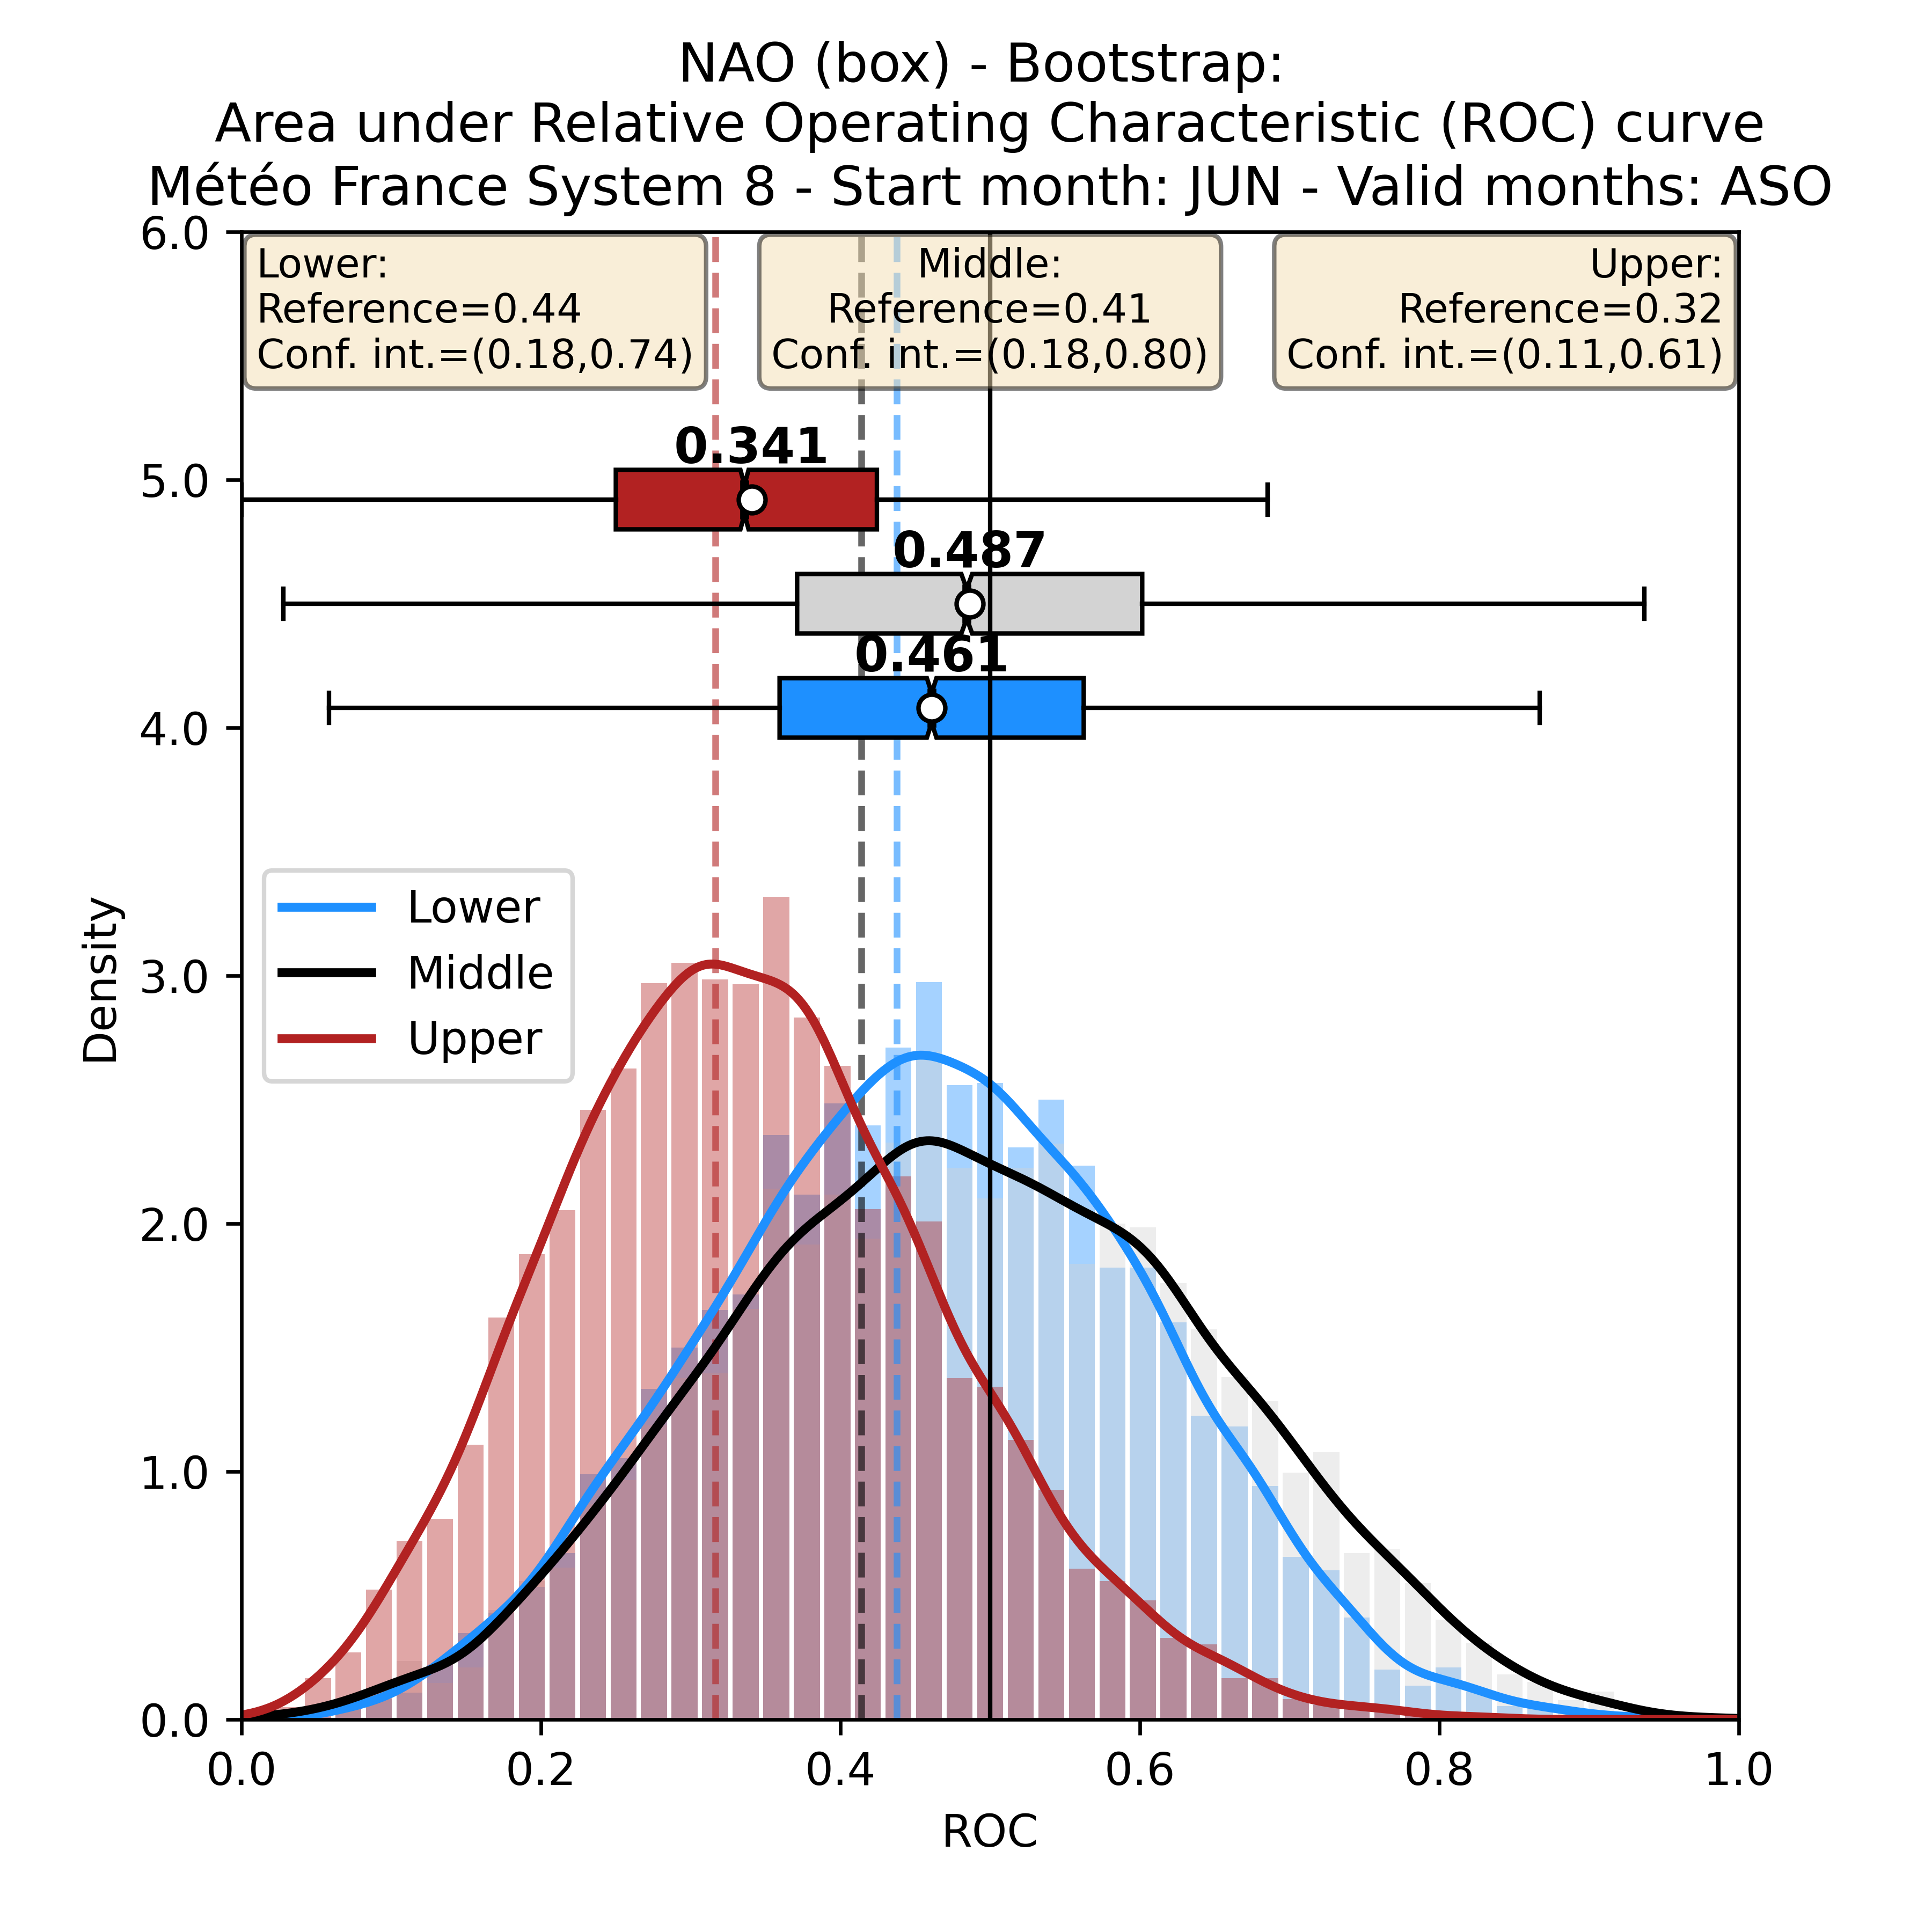 NAO (box) - Bootstrap:
Area under Relative Operating Characteristic (ROC) curve
Météo France System 8 - Start month: JUN - Valid months: ASO
Lower:
Reference=0.44
Conf. int.=(0.18,0.74)
Middle:
Reference=0.41
Conf. int.=(0.18,0.80)
Upper:
Reference=0.32
Conf. int.=(0.11,0.61)
0.341
0.487
0.461
Lower
Middle
Upper
6.0
5.0
4.0
3.0
2.0
1.0
0.0
Density
0.0 0.2 0.4 0.6 0.8 1.0
ROC